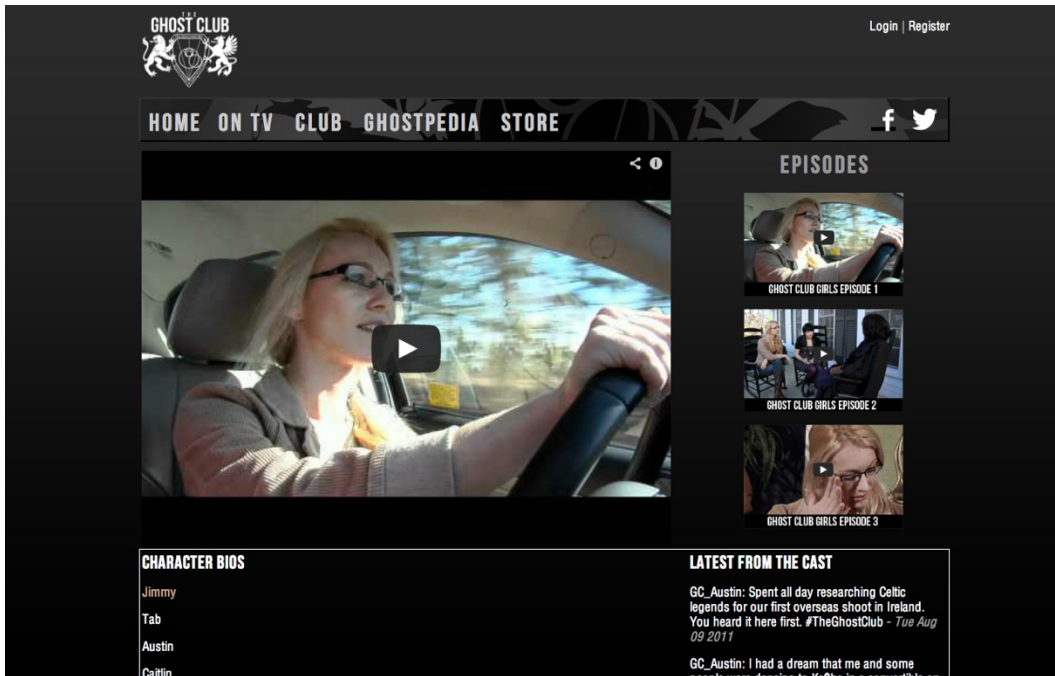 THE
GHOST CLUB
Login | Register
HOME ON TV CLUB GHOSTPEDIA STORE
EPISODES
GHOST CLUB GIRLS EPISODE 1
GHOST CLUB GIRLS EPISODE 2
GHOST CLUB GIRLS EPISODE 3
CHARACTER BIOS
Jimmy
Tab
Austin
Caitlin
LATEST FROM THE CAST
GC_Austin: Spent all day researching Celtic
legends for our first overseas shoot in Ireland.
You heard it here first. #TheGhostClub - Tue Aug
09 2011
GC_Austin: I had a dream that me and some